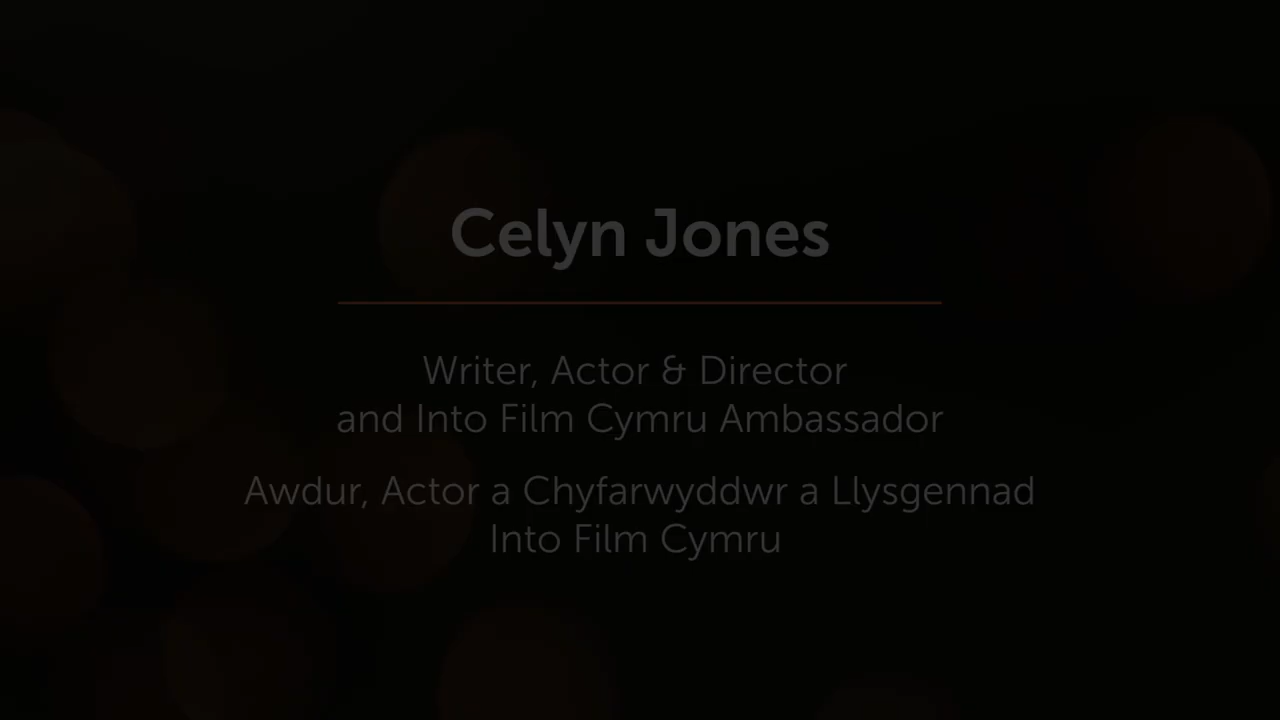 Celyn Jones
Writer, Actor & Director
and Into Film Cymru Ambassador
Awdur, Actor a Chyfarwyddwr a Llysgennad
Into Film Cymru